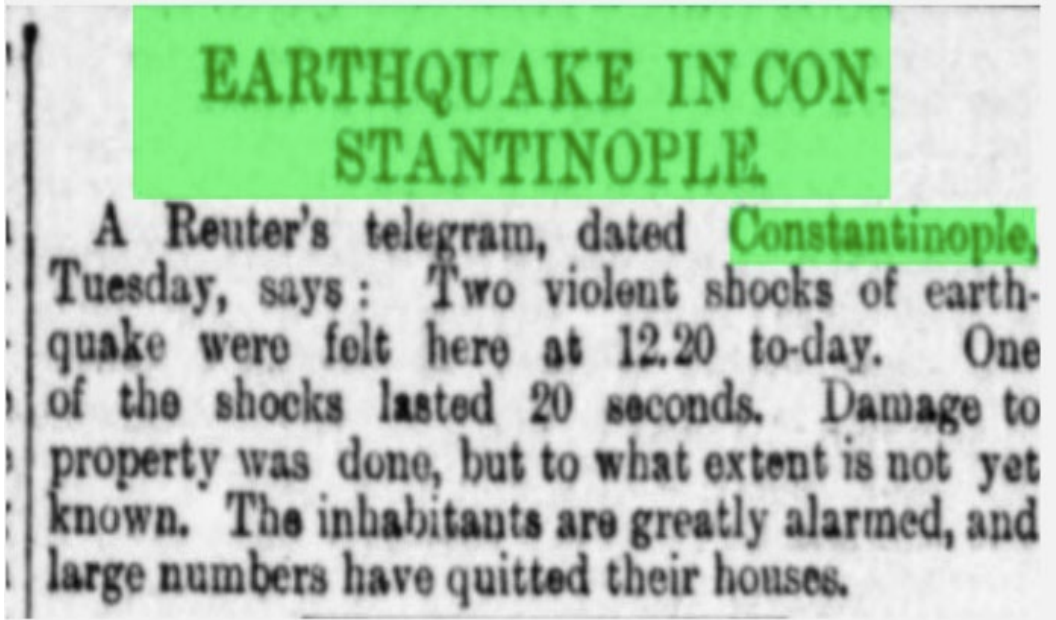 EARTHQUAKE IN CON-
STANTINOPLE.
A Reuter's telegram, dated Constantinople,
Tuesday, says: Two violent shocks of earth-
quake were felt here at 12.20 to-day. One
of the shocks lasted 20 seconds. Damage to
property was done, but to what extent is not yet
known. The inhabitants are greatly alarmed, and
large numbers have quitted their houses.